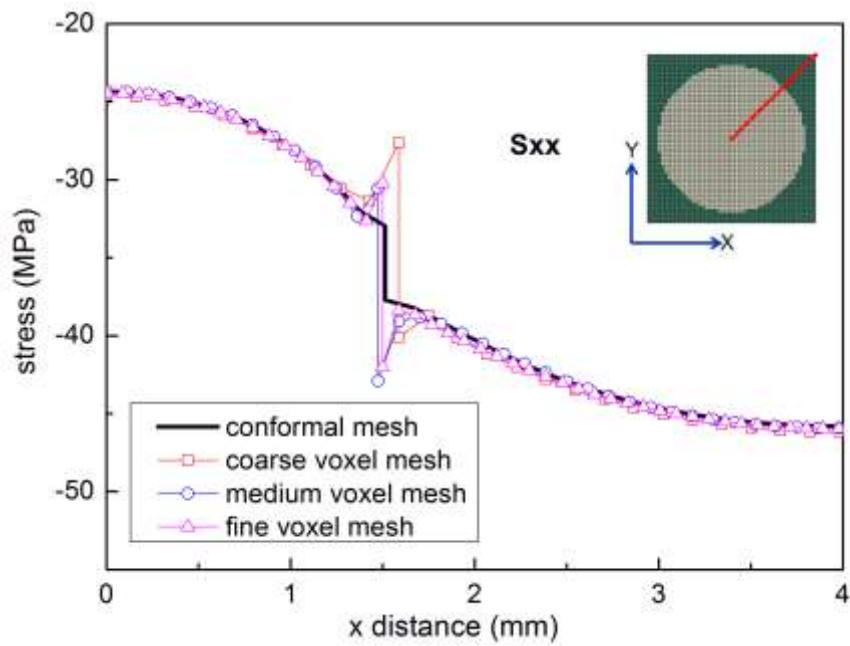 -20
-30
-40
-50
stress (MPa)
Sxx
Y
X
conformal mesh
coarse voxel mesh
medium voxel mesh
fine voxel mesh
0 1 2 3 4
x distance (mm)